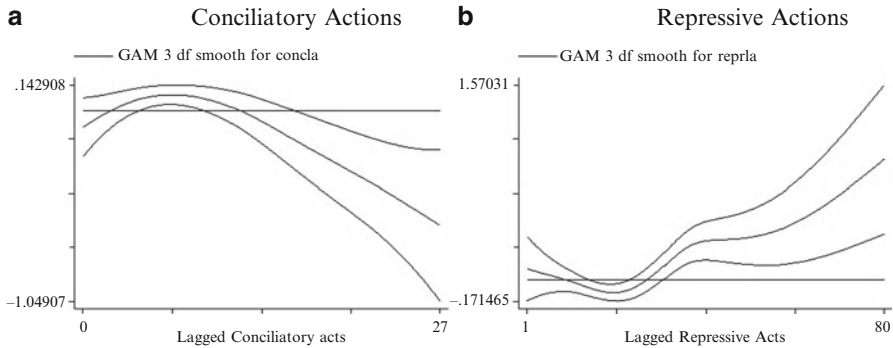 a Conciliatory Actions
GAM 3 df smooth for concla
.142908
−1.04907
0 27
Lagged Conciliatory acts
b Repressive Actions
GAM 3 df smooth for reprla
1.57031
−.171465
1 80
Lagged Repressive Acts